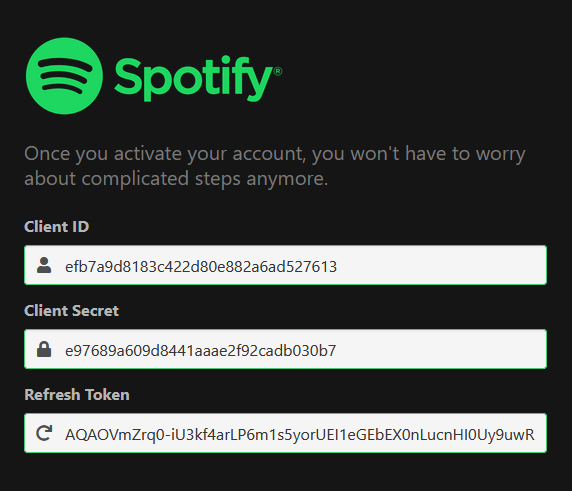 Spotify®
Once you activate your account, you won't have to worry
about complicated steps anymore.
Client ID
efb7a9d8183c422d80e882a6ad527613
Client Secret
e97689a609d8441aaae2f92cadb030b7
Refresh Token
AQAOVmZrq0-iU3kf4arLP6m1s5yorUEI1eGEbEX0nLucnHI0Uy9uwR